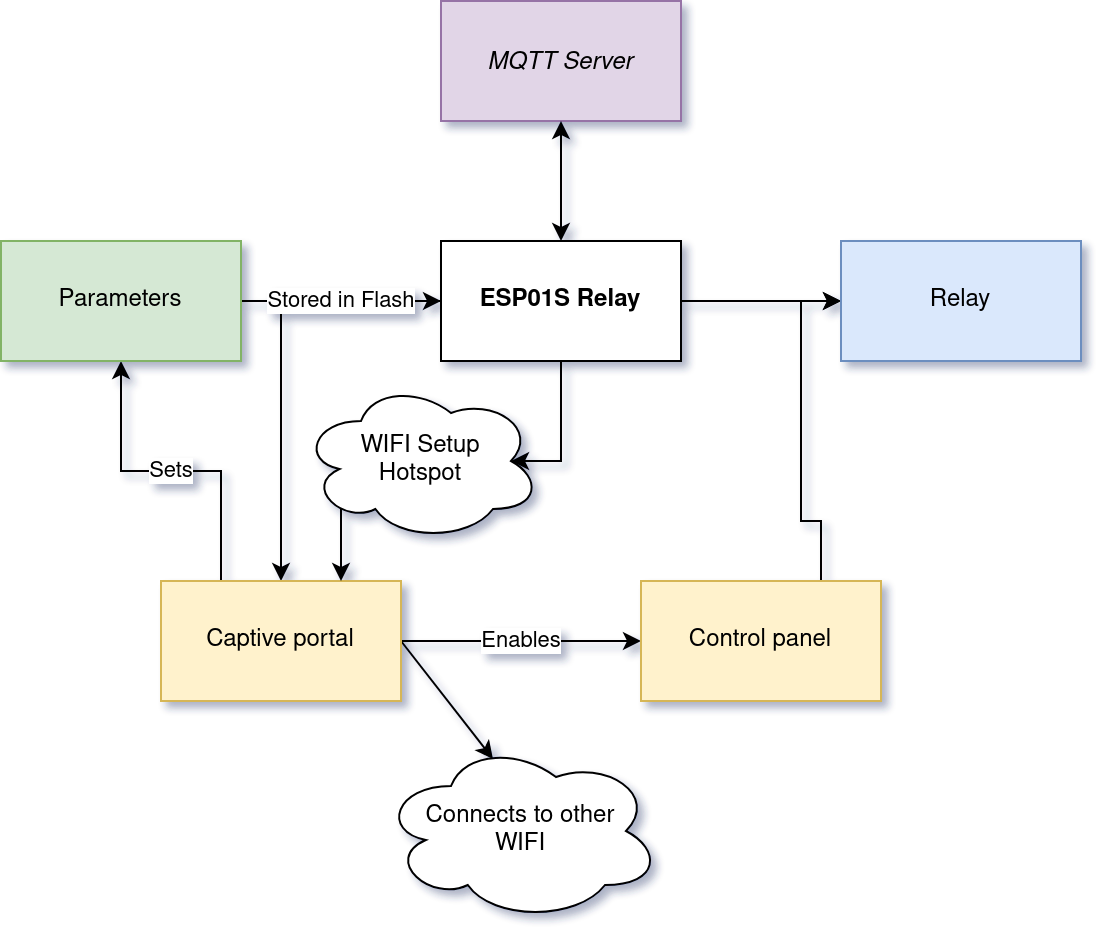 MQTT Server
Parameters
Stored in Flash
ESP01S Relay
Relay
WIFI Setup
Hotspot
Sets
Captive portal
Enables
Control panel
Connects to other
WIFI